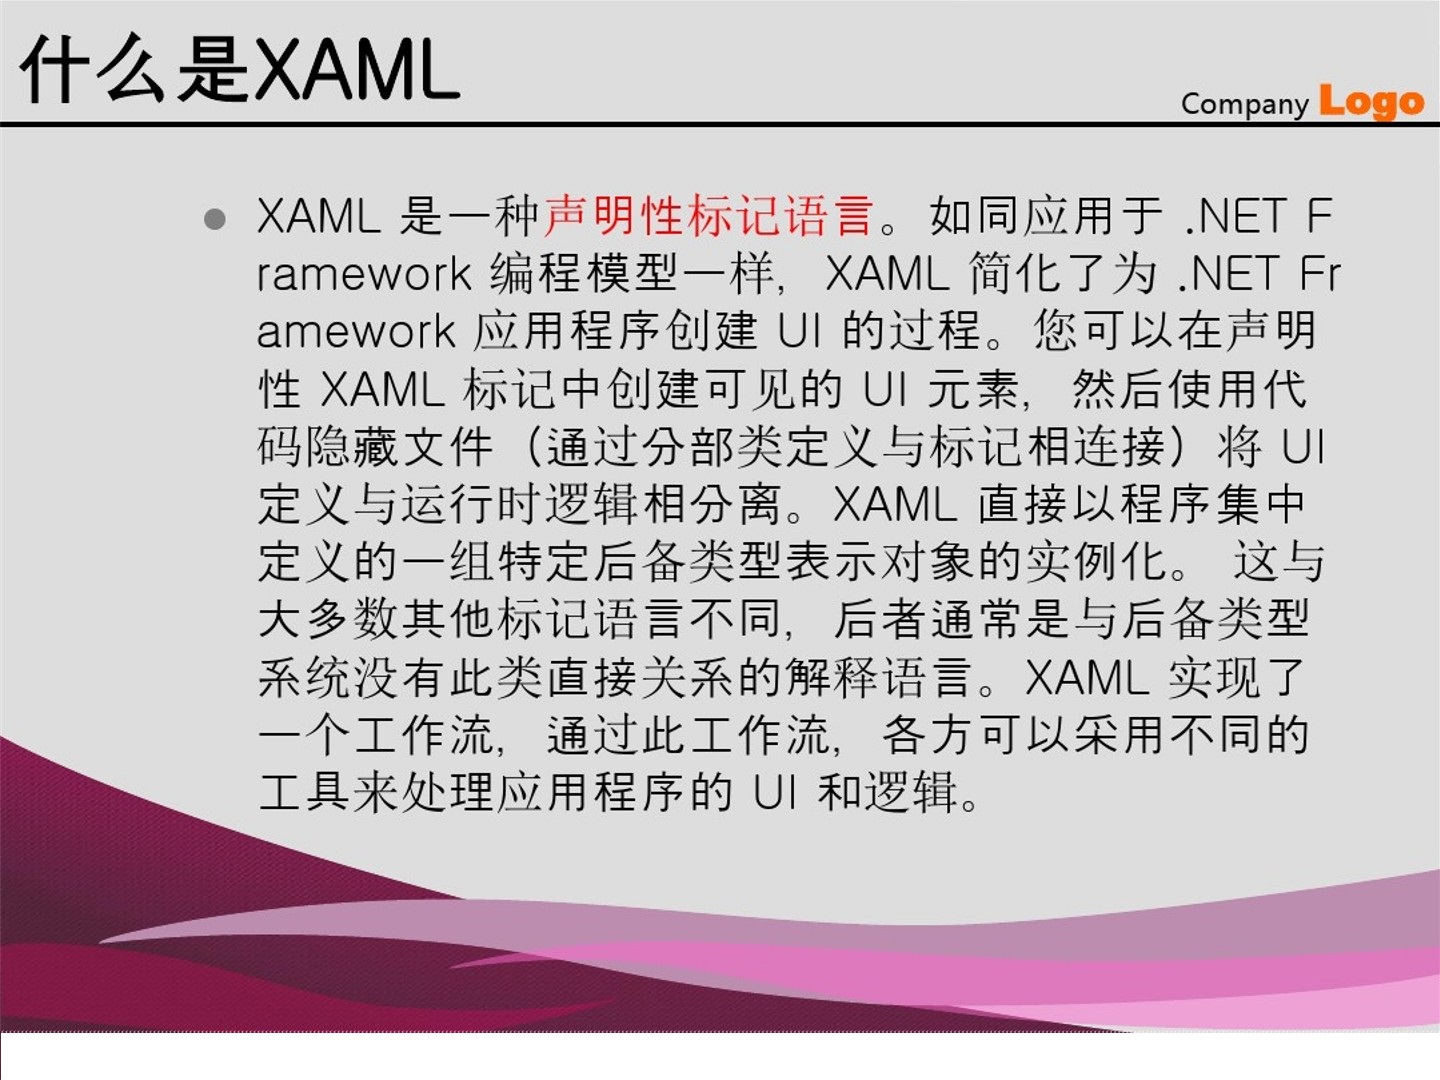 什么是XAML
Company Logo
XAML 是一种声明性标记语言。如同应用于 .NET F
ramework 编程模型一样，XAML 简化了为 .NET Fr
amework 应用程序创建 UI 的过程。您可以在声明
性 XAML 标记中创建可见的 UI 元素，然后使用代
码隐藏文件（通过分部类定义与标记相连接）将 UI
定义与运行时逻辑相分离。XAML 直接以程序集中
定义的一组特定后备类型表示对象的实例化。 这与
大多数其他标记语言不同，后者通常是与后备类型
系统没有此类直接关系的解释语言。XAML 实现了
一个工作流，通过此工作流，各方可以采用不同的
工具来处理应用程序的 UI 和逻辑。